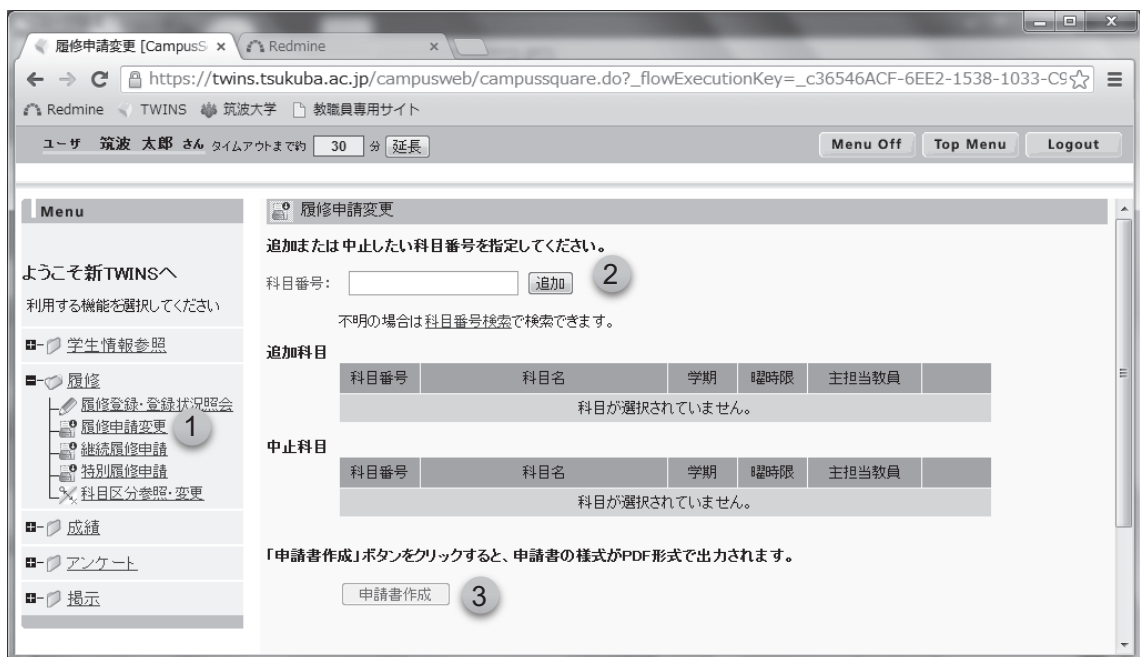 履修申請変更 [CampusS
Redmine
https://twins.tsukuba.ac.jp/campusweb/campussquare.do?_flowExecutionKey=_c36546ACF-6EE2-1538-1033-C9
Redmine TWINS 筑波大学 教職員専用サイト
ユーザ 筑波 太郎 さん タイムアウトまで約 30 分 延長 Menu Off Top Menu Logout
Menu
ようこそ新TWINSへ
利用する機能を選択してください
学生情報参照
履修
履修登録・登録状況照会
履修申請変更 1
継続履修申請
特別履修申請
科目区分参照・変更
成績
アンケート
掲示
履修申請変更
追加または中止したい科目番号を指定してください。
科目番号: 追加 2
不明の場合は科目番号検索で検索できます。
追加科目
科目番号 科目名 学期 曜時限 主担当教員
科目が選択されていません。
中止科目
科目番号 科目名 学期 曜時限 主担当教員
科目が選択されていません。
「申請書作成」ボタンをクリックすると、申請書の様式がPDF形式で出力されます。
申請書作成 3